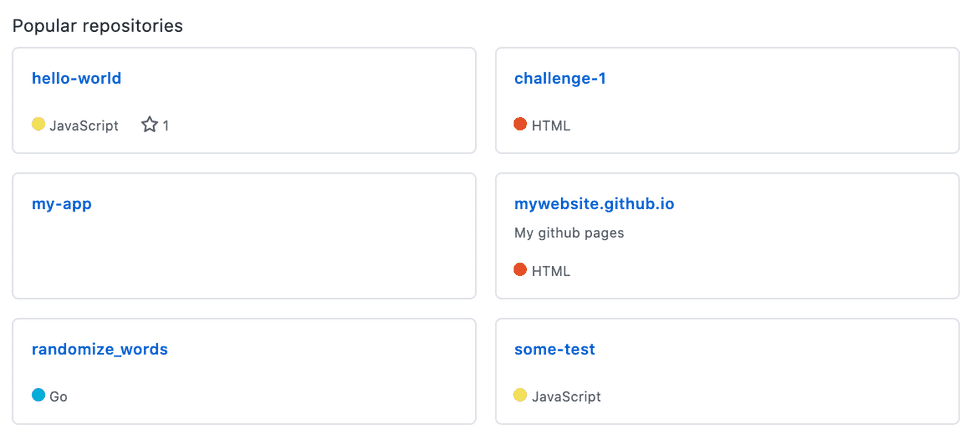 Popular repositories
hello-world
JavaScript 1
challenge-1
HTML
my-app
mywebsite.github.io
My github pages
HTML
randomize_words
Go
some-test
JavaScript